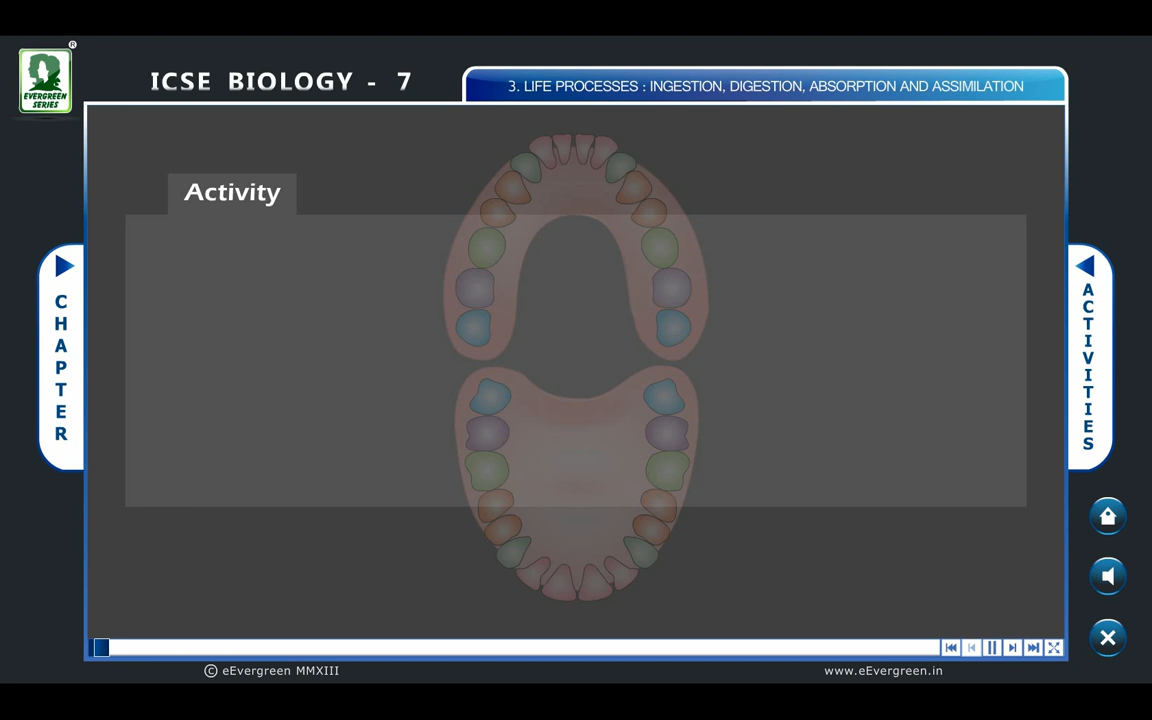 ®
EVERGREEN
SERIES
ICSE BIOLOGY - 7
3. LIFE PROCESSES : INGESTION, DIGESTION, ABSORPTION AND ASSIMILATION
Activity
CHAPTER
ACTIVITIES
© eEvergreen MMXIII
www.eEvergreen.in